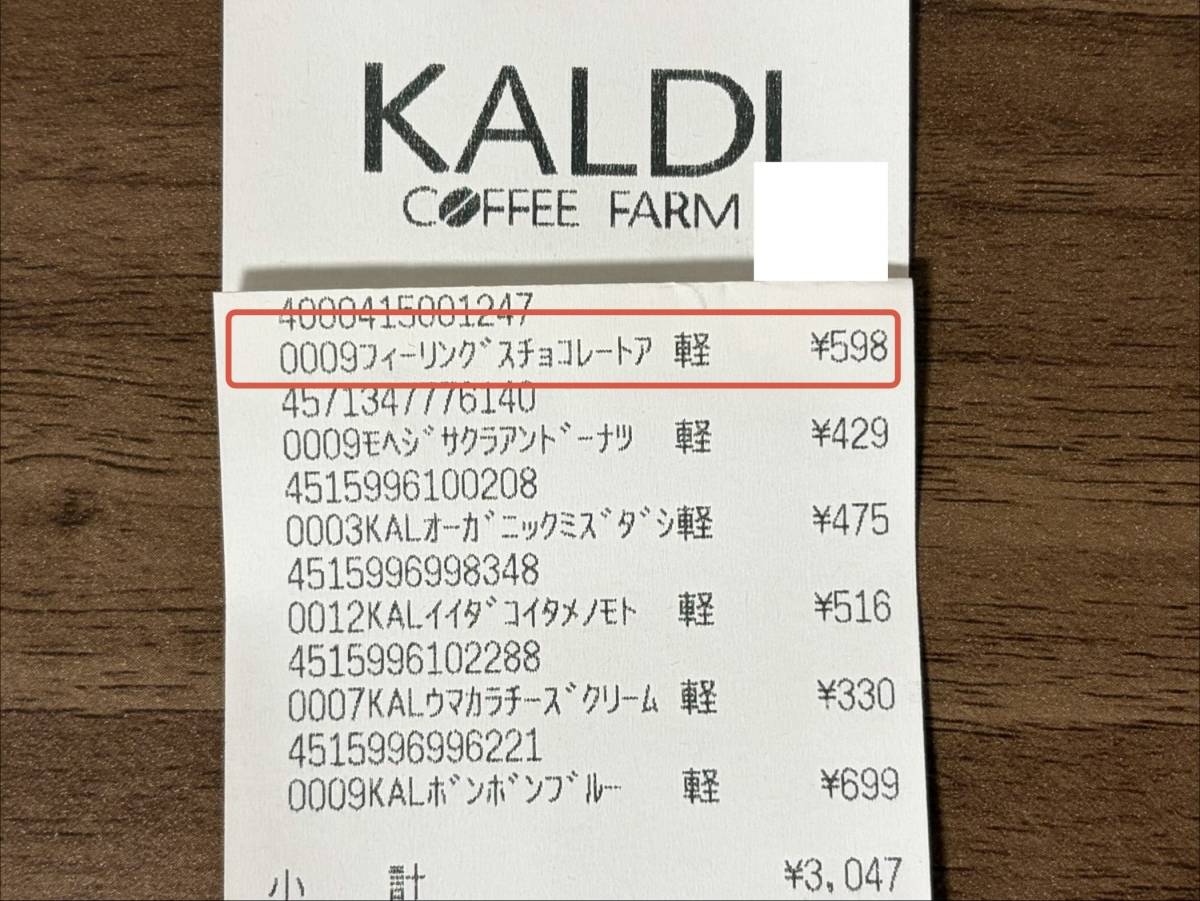 KALDI
COFFEE FARM
4000415001247
0009フィーリングスチョコレートア 軽 ¥598
4571347776140
0009モヘジサクラアンドーナツ 軽 ¥429
4515996100208
0003KALオーガニックミズダシ軽 ¥475
4515996998348
0012KALイイダコイタメノモト 軽 ¥516
4515996102288
0007KALウマカラチーズクリーム 軽 ¥330
4515996996221
0009KALボンボンブルー 軽 ¥699
小 計 ¥3,047